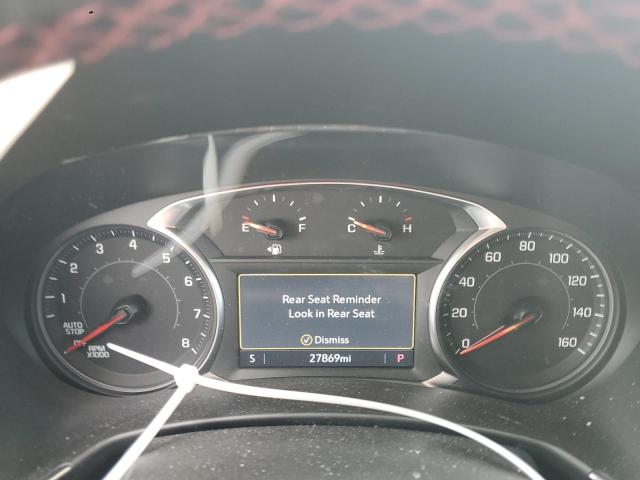 E F
C H
1 2 3 4 5 6 7 8
AUTO
STOP
RPM
X1000
Rear Seat Reminder
Look in Rear Seat
Dismiss
S 27869mi P
0 20 40 60 80 100 120 140 160